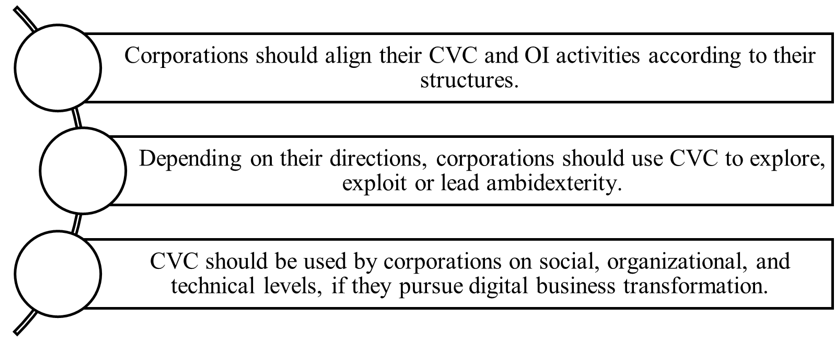 Corporations should align their CVC and OI activities according to their
structures.
Depending on their directions, corporations should use CVC to explore,
exploit or lead ambidexterity.
CVC should be used by corporations on social, organizational, and
technical levels, if they pursue digital business transformation.